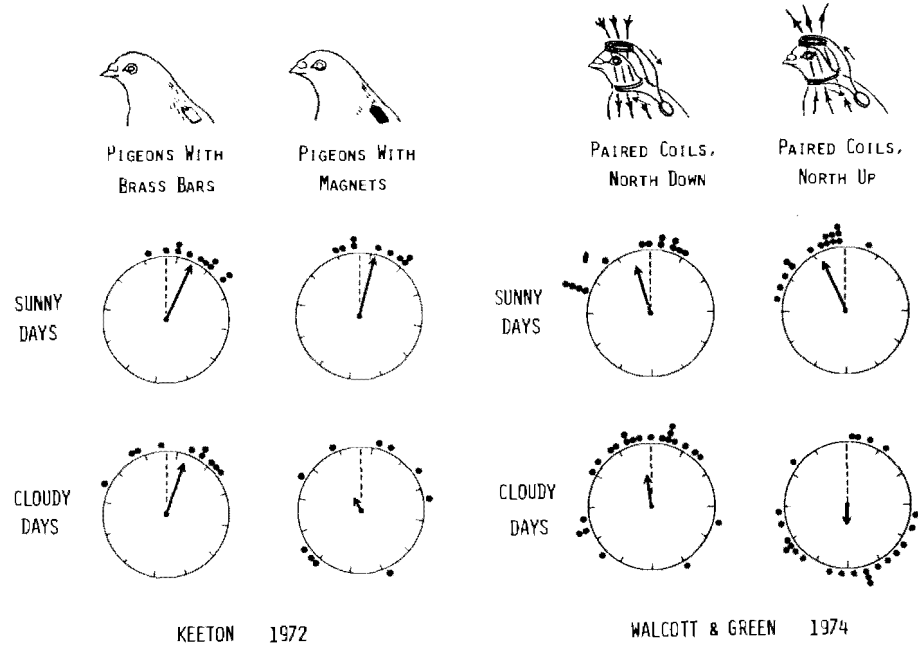 PIGEONS WITH
BRASS BARS
PIGEONS WITH
MAGNETS
PAIRED COILS,
NORTH DOWN
PAIRED COILS,
NORTH UP
SUNNY
DAYS
SUNNY
DAYS
CLOUDY
DAYS
CLOUDY
DAYS
KEETON 1972
WALCOTT & GREEN 1974